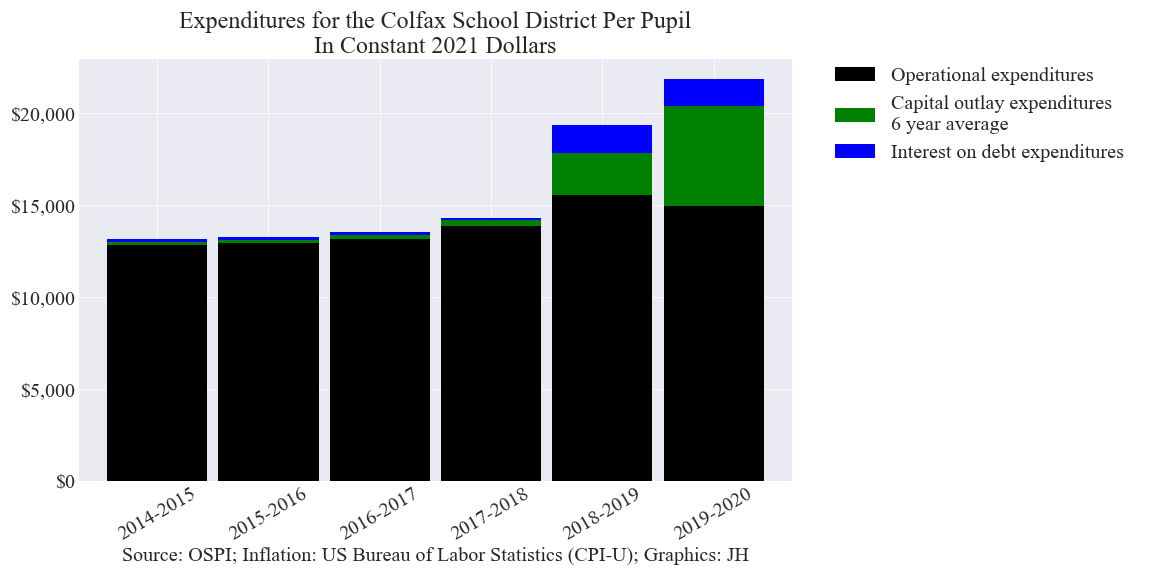 Expenditures for the Colfax School District Per Pupil
In Constant 2021 Dollars
Operational expenditures
Capital outlay expenditures
6 year average
Interest on debt expenditures
$20,000
$15,000
$10,000
$5,000
$0
2014-2015
2015-2016
2016-2017
2017-2018
2018-2019
2019-2020
Source: OSPI; Inflation: US Bureau of Labor Statistics (CPI-U); Graphics: JH